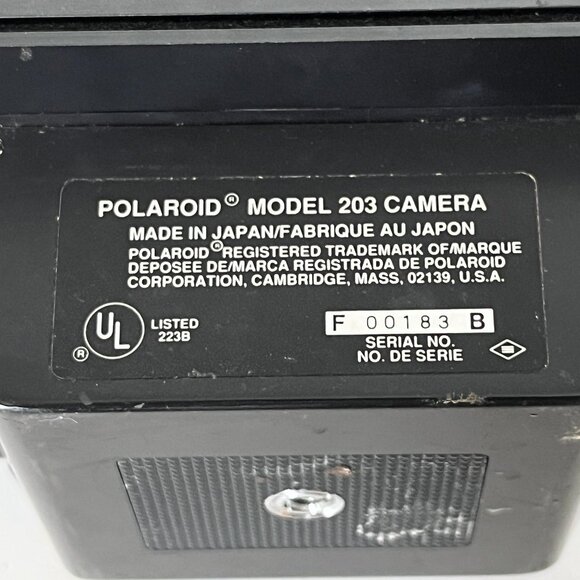 POLAROID® MODEL 203 CAMERA
MADE IN JAPAN/FABRIQUE AU JAPON
POLAROID®REGISTERED TRADEMARK OF/MARQUE
DEPOSEE DE/MARCA REGISTRADA DE POLAROID
CORPORATION, CAMBRIDGE, MASS, 02139, U.S.A.
UL ®
LISTED
223B
F 00183 B
SERIAL NO.
NO. DE SERIE